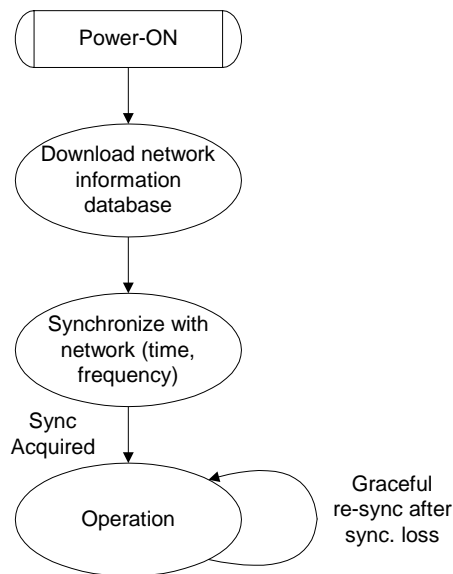 Power-ON
Download network
information
database
Synchronize with
network (time,
frequency)
Sync
Acquired
Operation
Graceful
re-sync after
sync. loss